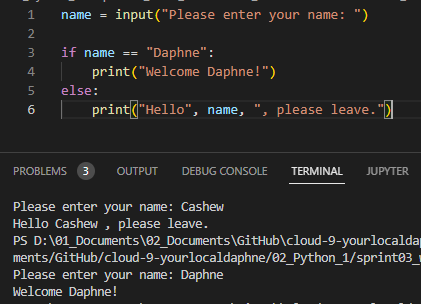 1 name = input("Please enter your name: ")
2
3 if name == "Daphne":
4 print("Welcome Daphne!")
5 else:
6 print("Hello", name, ", please leave.")
PROBLEMS 3 OUTPUT DEBUG CONSOLE TERMINAL JUPYTER
Please enter your name: Cashew
Hello Cashew , please leave.
PS D:\01_Documents\02_Documents\GitHub\cloud-9-yourlocaldap
ments/GitHub/cloud-9-yourlocaldaphne/02_Python_1/sprint03_
Please enter your name: Daphne
Welcome Daphne!